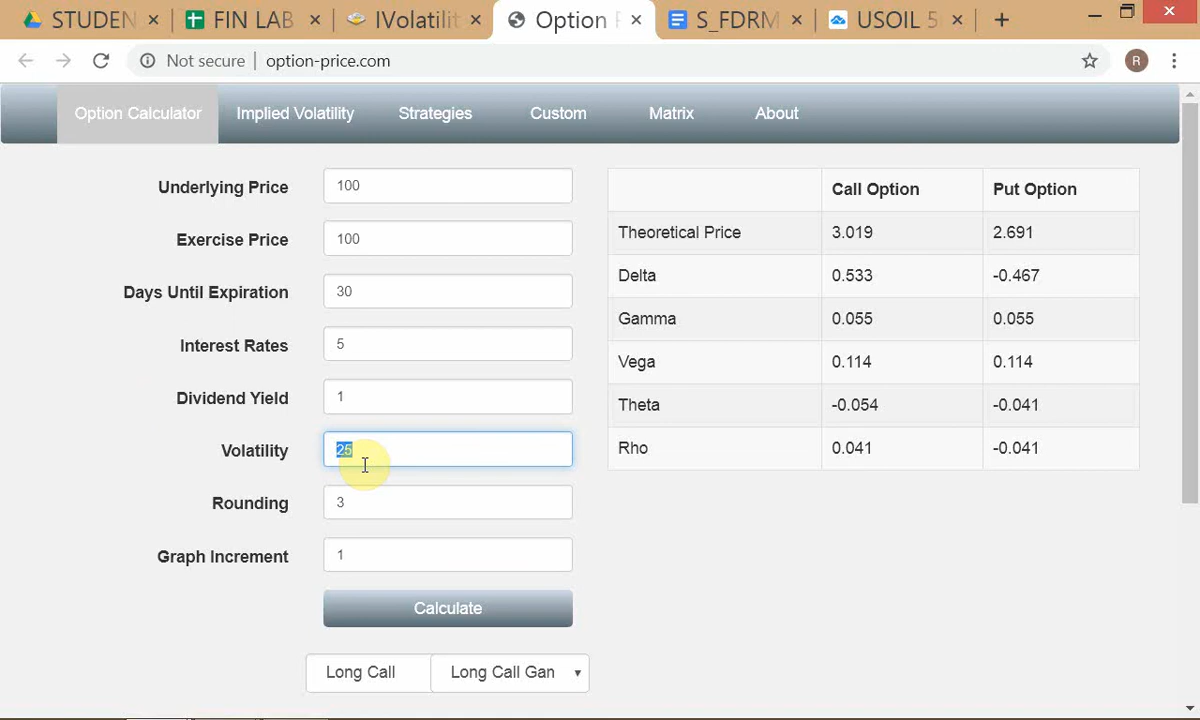 STUDEN FIN LAB IVolatilit Option P S_FDRM USOIL 5
Not secure option-price.com R
Option Calculator Implied Volatility Strategies Custom Matrix About
Underlying Price 100
Exercise Price 100
Days Until Expiration 30
Interest Rates 5
Dividend Yield 1
Volatility 25
Rounding 3
Graph Increment 1
Calculate
Long Call Long Call Gan
Call Option Put Option
Theoretical Price 3.019 2.691
Delta 0.533 -0.467
Gamma 0.055 0.055
Vega 0.114 0.114
Theta -0.054 -0.041
Rho 0.041 -0.041